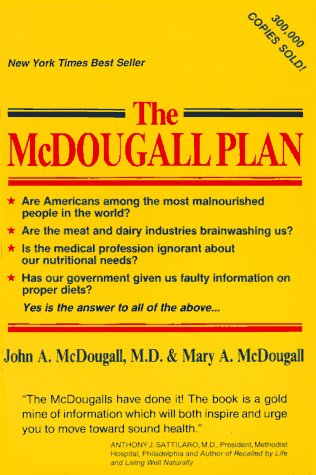 300,000
COPIES SOLD!
New York Times Best Seller
The
McDOUGALL PLAN
★ Are Americans among the most malnourished
people in the world?
★ Are the meat and dairy industries brainwashing us?
★ Is the medical profession ignorant about
our nutritional needs?
★ Has our government given us faulty information on
proper diets?
Yes is the answer to all of the above...
John A. McDougall, M.D. & Mary A. McDougall
"The McDougalls have done it! The book is a gold
mine of information which will both inspire and urge
you to move toward sound health."
ANTHONY J. SATTILARO, M.D., President, Methodist
Hospital, Philadelphia and Author of Recalled by Life
and Living Well Naturally